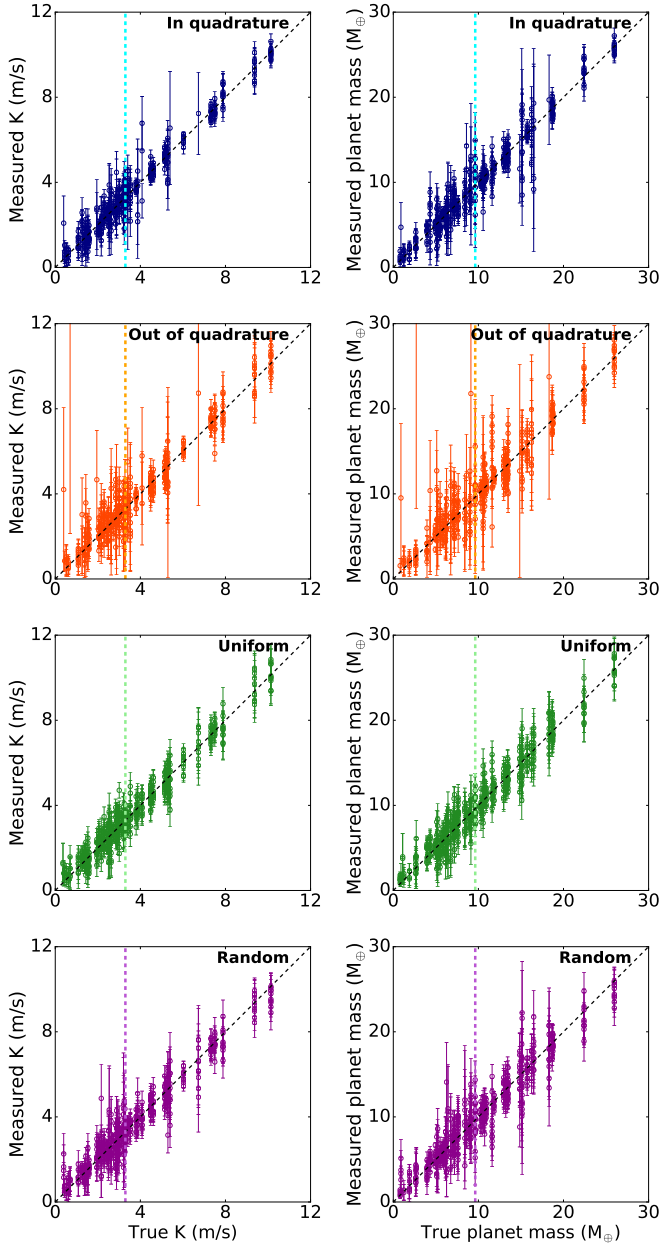 In quadrature
Measured K (m/s)
12
8
4
0
0 4 8 12
In quadrature
Measured planet mass (M⊕)
30
20
10
0
0 10 20 30
Out of quadrature
Measured K (m/s)
12
8
4
0
0 4 8 12
Out of quadrature
Measured planet mass (M⊕)
30
20
10
0
0 10 20 30
Uniform
Measured K (m/s)
12
8
4
0
0 4 8 12
Uniform
Measured planet mass (M⊕)
30
20
10
0
0 10 20 30
Random
Measured K (m/s)
12
8
4
0
0 4 8 12
True K (m/s)
Random
Measured planet mass (M⊕)
30
20
10
0
0 10 20 30
True planet mass (M⊕)